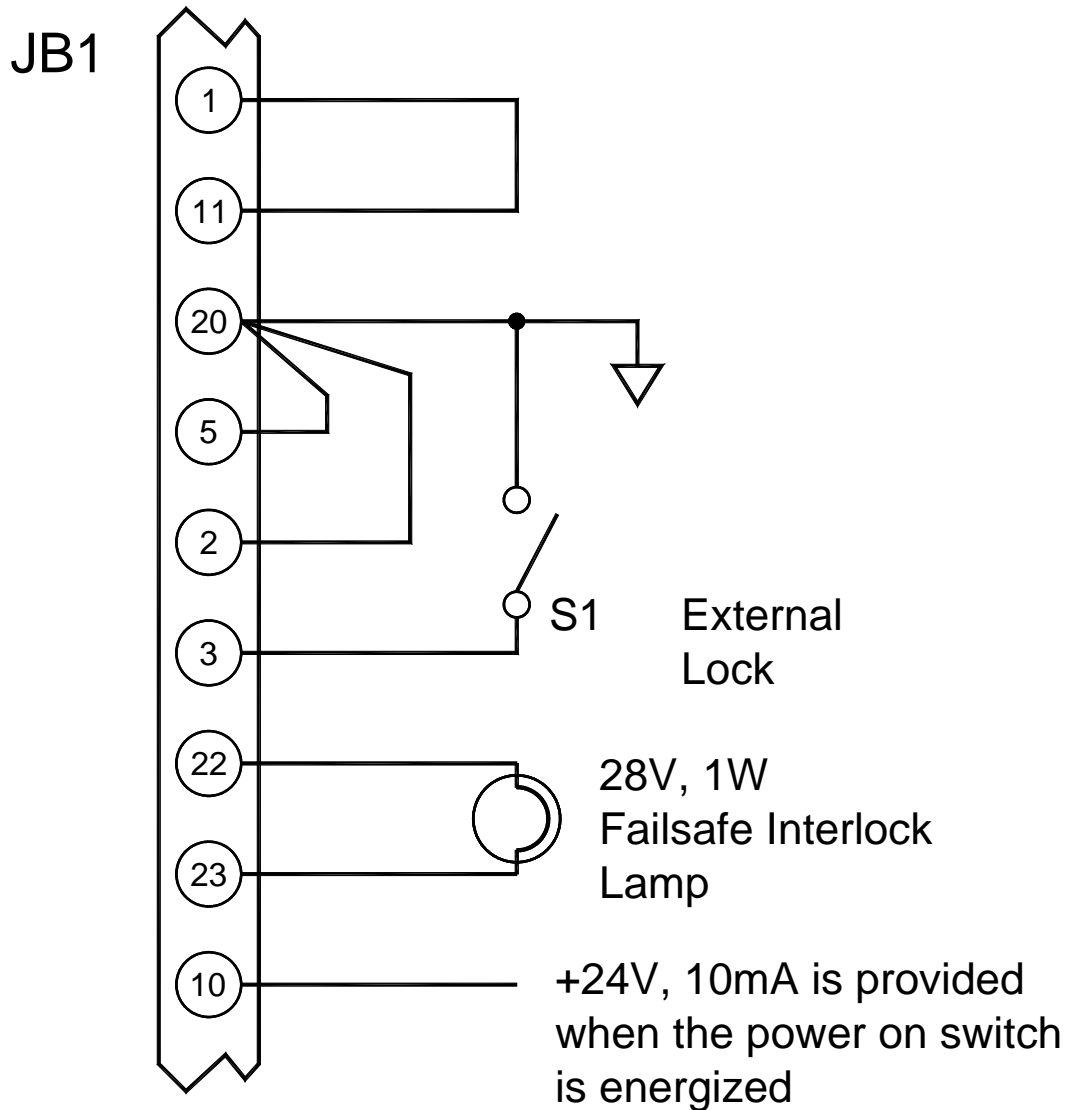 JB1
1
11
20
5
2
3
S1
External
Lock
22
28V, 1W
Failsafe Interlock
Lamp
23
10
+24V, 10mA is provided
when the power on switch
is energized